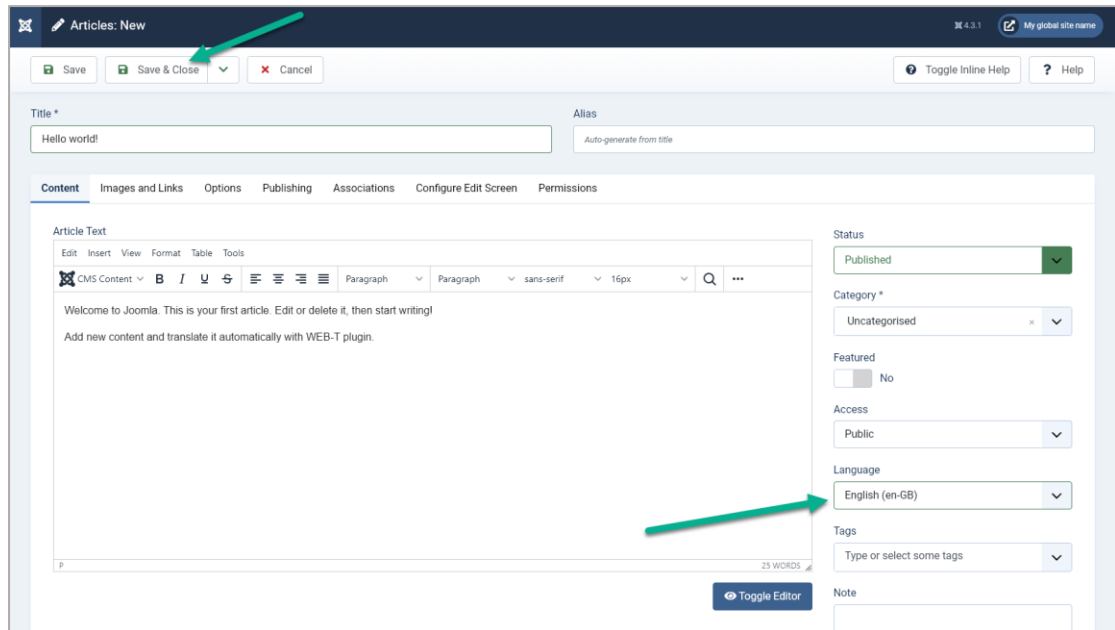 Articles: New
4.3.1
My global site name
Save
Save & Close
Cancel
Toggle Inline Help
? Help
Title *
Alias
Hello world!
Auto-generate from title
Content Images and Links Options Publishing Associations Configure Edit Screen Permissions
Article Text
Edit Insert View Format Table Tools
CMS Content B I U S Paragraph Paragraph sans-serif 16px
Welcome to Joomla. This is your first article. Edit or delete it, then start writing!
Add new content and translate it automatically with WEB-T plugin.
P
25 WORDS
Toggle Editor
Status
Published
Category *
Uncategorised ×
Featured
No
Access
Public
Language
English (en-GB)
Tags
Type or select some tags
Note